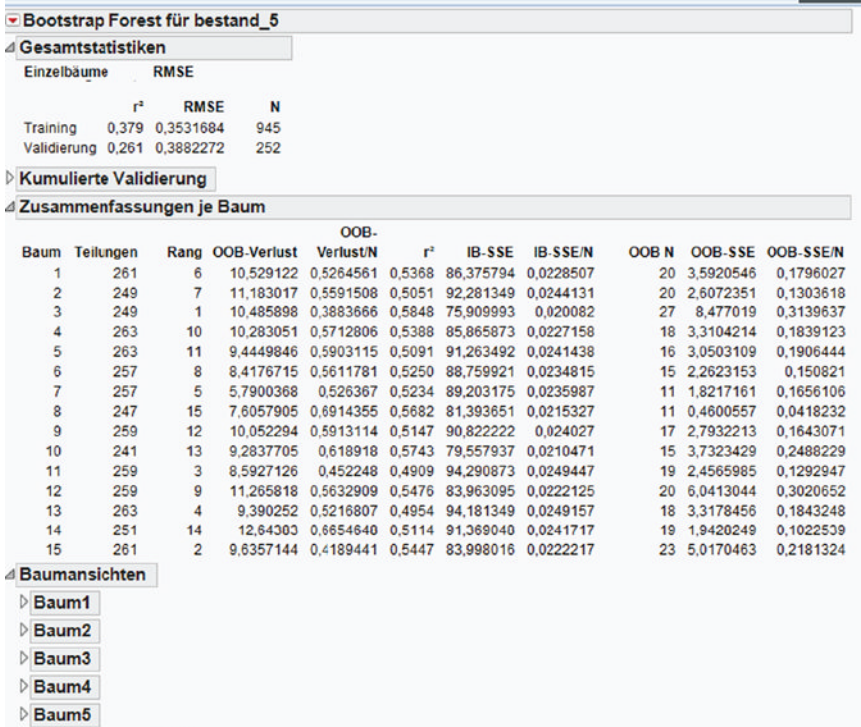 Bootstrap Forest für bestand_5
Gesamtstatistiken
Einzelbäume RMSE
r² RMSE N
Training 0,379 0,3531684 945
Validierung 0,261 0,3882272 252
Kumulierte Validierung
Zusammenfassungen je Baum
OOB-
Baum Teilungen Rang OOB-Verlust Verlust/N r² IB-SSE IB-SSE/N OOB N OOB-SSE OOB-SSE/N
1 261 6 10,529122 0,5264561 0,5368 86,375794 0,0228507 20 3,5920546 0,1796027
2 249 7 11,183017 0,5591508 0,5051 92,281349 0,0244131 20 2,6072351 0,1303618
3 249 1 10,485898 0,3883666 0,5848 75,909993 0,020082 27 8,477019 0,3139637
4 263 10 10,283051 0,5712806 0,5388 85,865873 0,0227158 18 3,3104214 0,1839123
5 263 11 9,4449846 0,5903115 0,5091 91,263492 0,0241438 16 3,0503109 0,1906444
6 257 8 8,4176715 0,5611781 0,5250 88,759921 0,0234815 15 2,2623153 0,150821
7 257 5 5,7900368 0,526367 0,5234 89,203175 0,0235987 11 1,8217161 0,1656106
8 247 15 7,6057905 0,6914355 0,5682 81,393651 0,0215327 11 0,4600557 0,0418232
9 259 12 10,052294 0,5913114 0,5147 90,822222 0,024027 17 2,7932213 0,1643071
10 241 13 9,2837705 0,618918 0,5743 79,557937 0,0210471 15 3,7323429 0,2488229
11 259 3 8,5927126 0,452248 0,4909 94,290873 0,0249447 19 2,4566985 0,1292947
12 259 9 11,265818 0,5632909 0,5476 83,963095 0,0222125 20 6,0413044 0,3020652
13 263 4 9,390252 0,5216807 0,4954 94,181349 0,0249157 18 3,3178456 0,1843248
14 251 14 12,64303 0,6654640 0,5114 91,369040 0,0241717 19 1,9420249 0,1022539
15 261 2 9,6357144 0,4189441 0,5447 83,998016 0,0222217 23 5,0170463 0,2181324
Baumansichten
Baum1
Baum2
Baum3
Baum4
Baum5